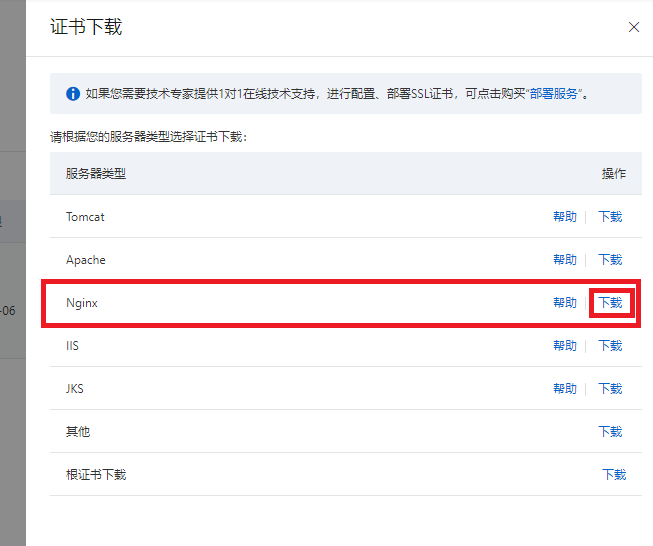 证书下载
如果您需要技术专家提供1对1在线技术支持，进行配置、部署SSL证书，可点击购买“部署服务”。
请根据您的服务器类型选择证书下载：
服务器类型 操作
Tomcat 帮助 下载
Apache 帮助 下载
Nginx 帮助 下载
-06
IIS 帮助 下载
JKS 帮助 下载
其他 下载
根证书下载 下载